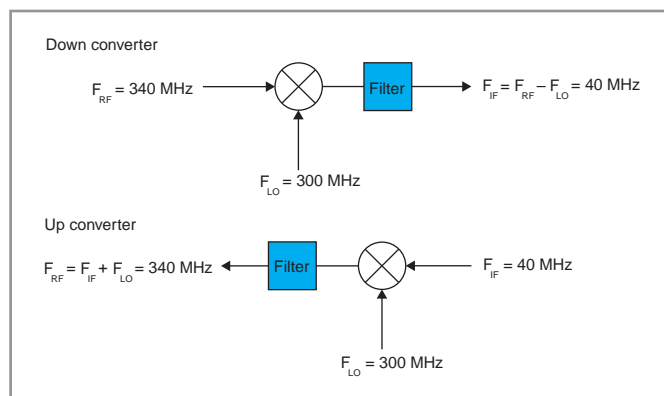 Down converter
F_RF = 340 MHz
Filter
F_IF = F_RF – F_LO = 40 MHz
F_LO = 300 MHz
Up converter
F_RF = F_IF + F_LO = 340 MHz
Filter
F_IF = 40 MHz
F_LO = 300 MHz